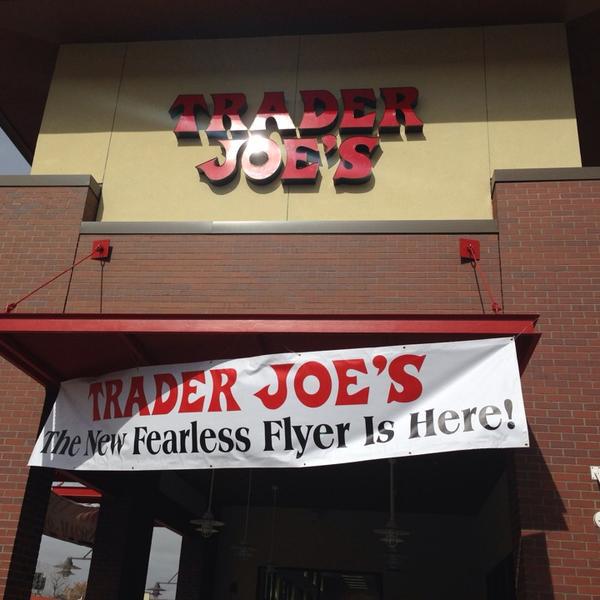 TRADER
JOE'S
TRADER JOE'S
The New Fearless Flyer Is Here!